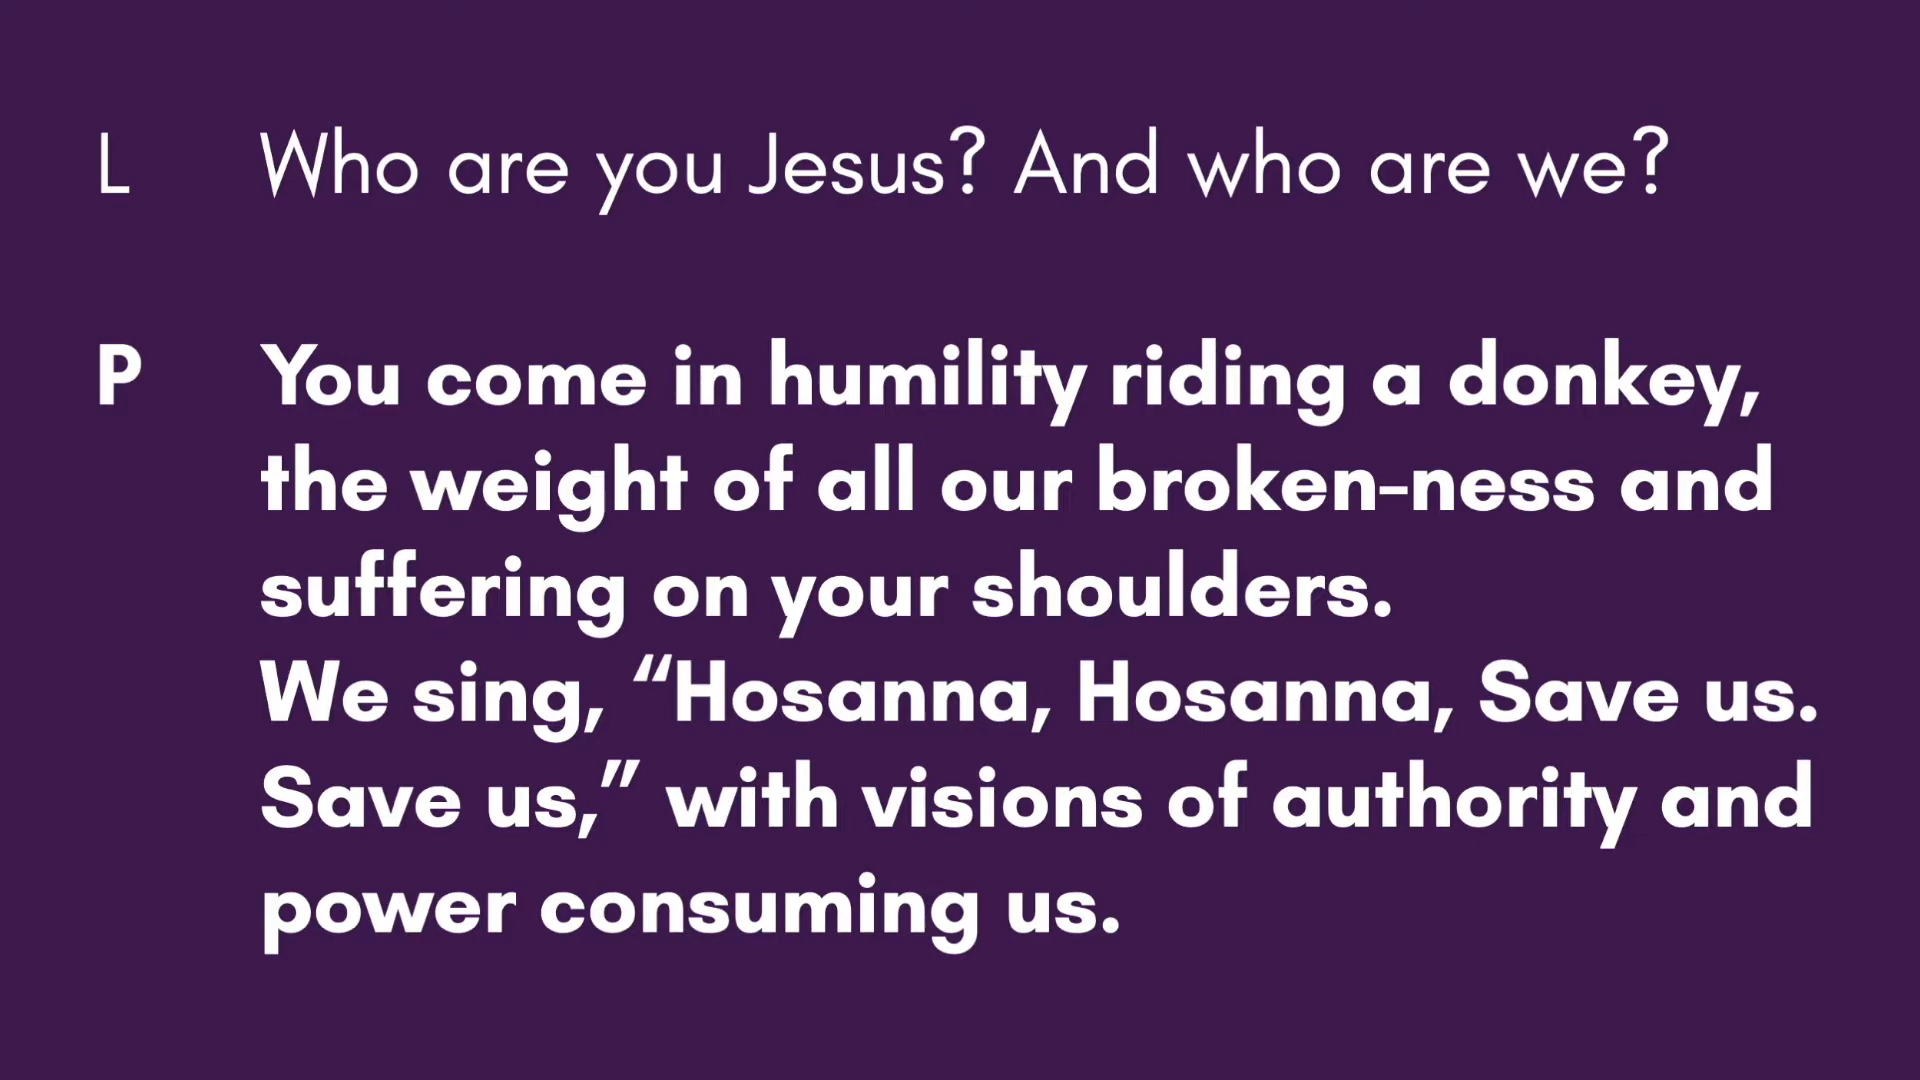 L Who are you Jesus? And who are we?
P You come in humility riding a donkey,
the weight of all our broken-ness and
suffering on your shoulders.
We sing, “Hosanna, Hosanna, Save us.
Save us,” with visions of authority and
power consuming us.